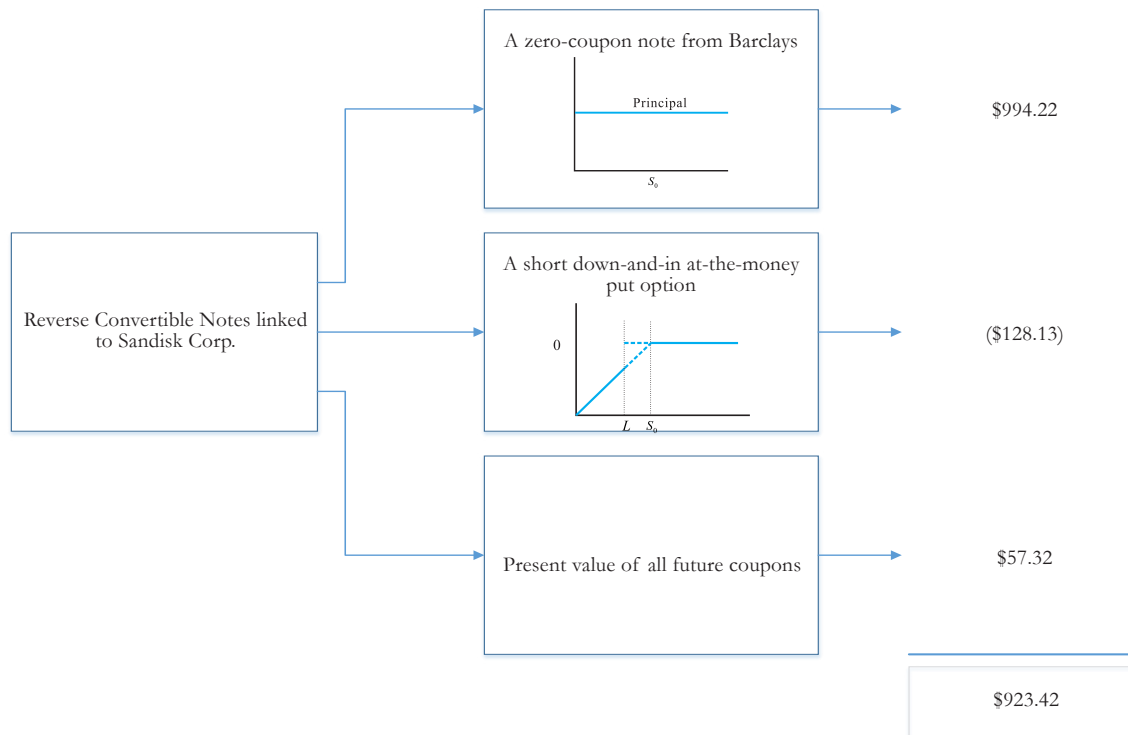 A zero-coupon note from Barclays
Principal
S₀
$994.22
Reverse Convertible Notes linked
to Sandisk Corp.
A short down-and-in at-the-money
put option
0
L S₀
($128.13)
Present value of all future coupons
$57.32
$923.42